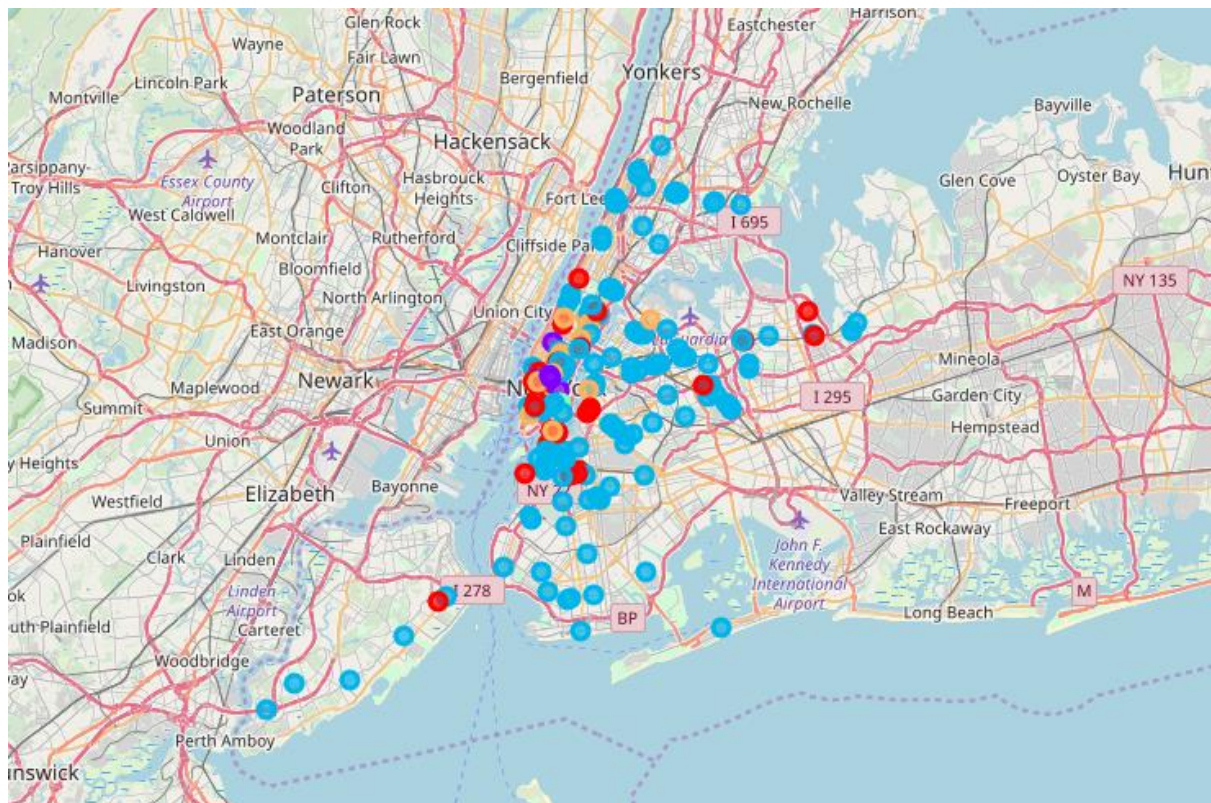 Glen Rock
Harrison
Eastchester
Wayne
Fair Lawn
Yonkers
Lincoln Park
Bergenfield
Montville
Paterson
New Rochelle
Bayville
Woodland
Park
Hackensack
Parsippany-
Troy Hills
Essex County
Airport
Clifton
Hasbrouck
Heights
Fort Lee
Glen Cove
Oyster Bay
West Caldwell
I 695
Hanover
Montclair
Rutherford
Cliffside
Bloomfield
Livingston
North Arlington
Union City
NY 135
East Orange
Madison
Mineola
Newark
Maplewood
Summit
I 295
Garden City
Union
Hempstead
Bayonne
Elizabeth
NY
Westfield
Valley Stream
Freeport
Plainfield
East Rockaway
Clark
Linden
John F.
Kennedy
International
Airport
Linden
Airport
I 278
M
Long Beach
BP
Carteret
Woodbridge
Perth Amboy